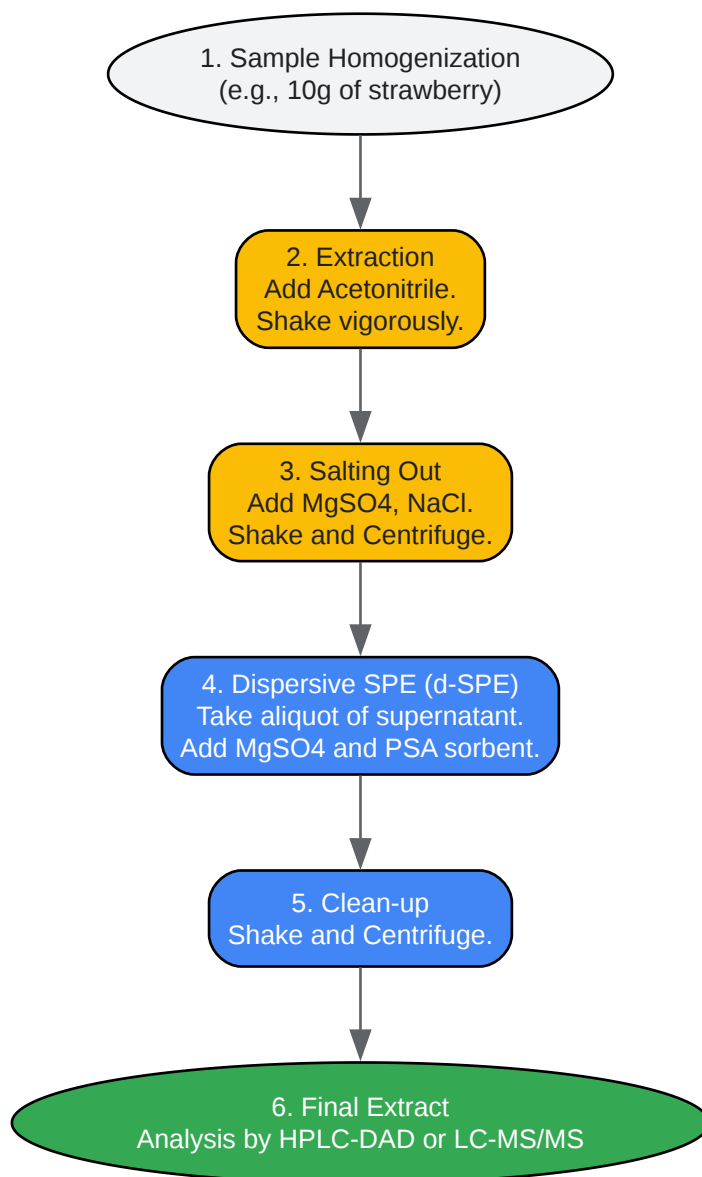 1. Sample Homogenization
(e.g., 10g of strawberry)
2. Extraction
Add Acetonitrile.
Shake vigorously.
3. Salting Out
Add MgSO4, NaCl.
Shake and Centrifuge.
4. Dispersive SPE (d-SPE)
Take aliquot of supernatant.
Add MgSO4 and PSA sorbent.
5. Clean-up
Shake and Centrifuge.
6. Final Extract
Analysis by HPLC-DAD or LC-MS/MS